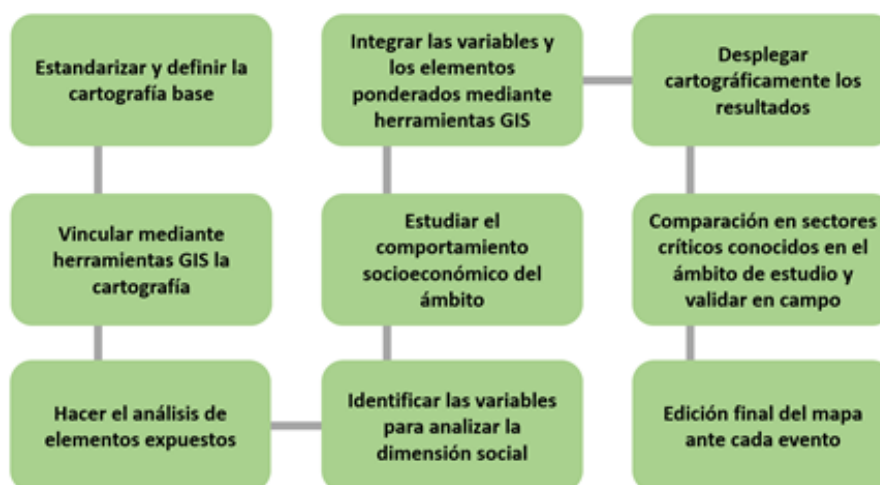 Estandarizar y definir la
cartografía base
Vincular mediante
herramientas GIS la
cartografía
Hacer el análisis de
elementos expuestos
Identificar las variables
para analizar la
dimensión social
Estudiar el
comportamiento
socioeconómico del
ámbito
Integrar las variables y
los elementos
ponderados mediante
herramientas GIS
Desplegar
cartográficamente los
resultados
Comparación en sectores
críticos conocidos en el
ámbito de estudio y
validar en campo
Edición final del mapa
ante cada evento